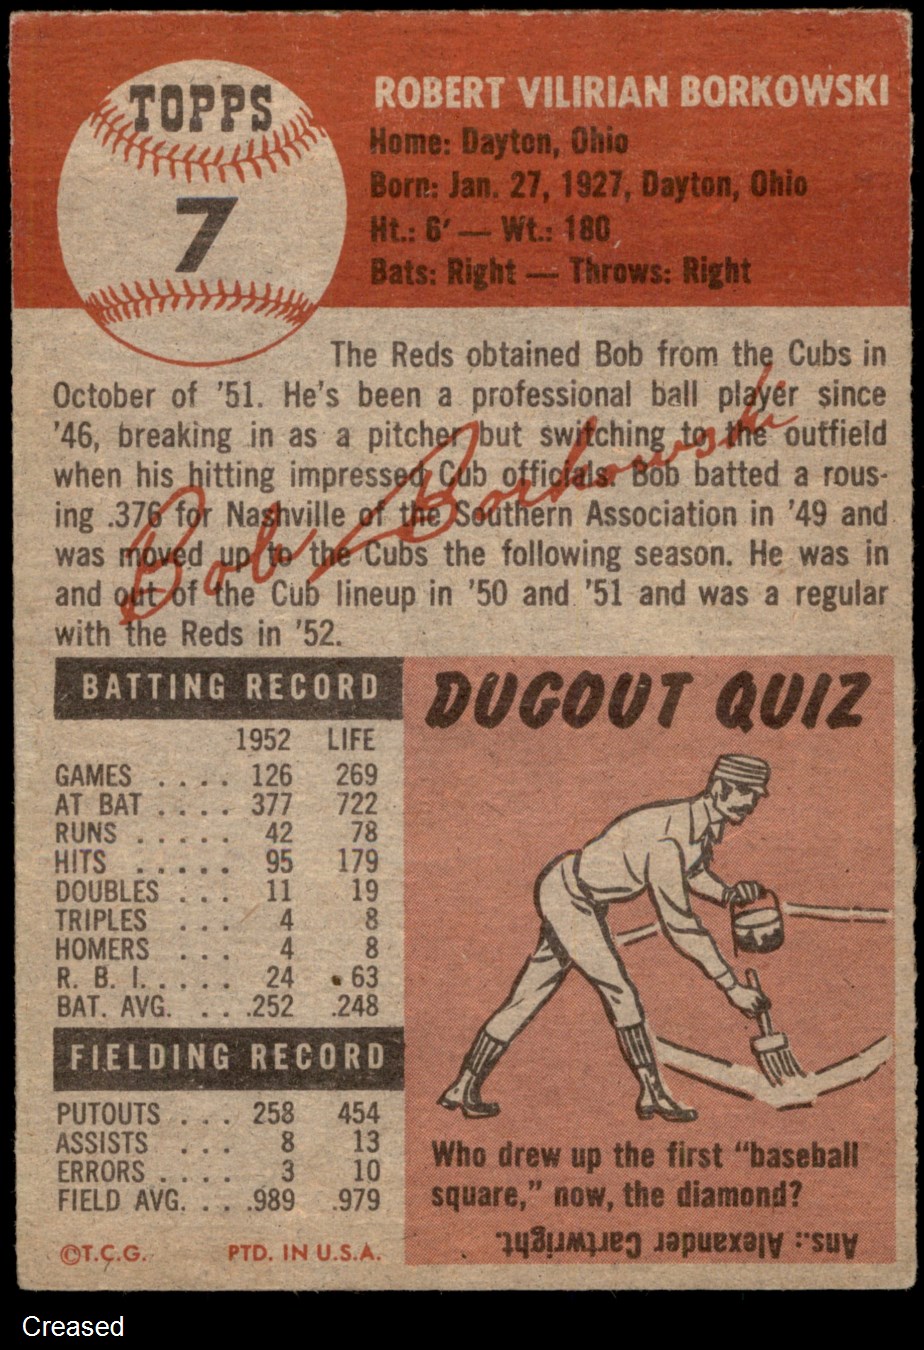 TOPPS
7
ROBERT VILIRIAN BORKOWSKI
Home: Dayton, Ohio
Born: Jan. 27, 1927, Dayton, Ohio
Ht.: 6' — Wt.: 180
Bats: Right — Throws: Right
The Reds obtained Bob from the Cubs in
October of '51. He's been a professional ball player since
'46, breaking in as a pitcher but switching to the outfield
when his hitting impressed Cub officials. Bob batted a rous-
ing .376 for Nashville of the Southern Association in '49 and
was moved up to the Cubs the following season. He was in
and out of the Cub lineup in '50 and '51 and was a regular
with the Reds in '52.
Bob Borkowski
BATTING RECORD
1952 LIFE
GAMES . . . . 126 269
AT BAT . . . . 377 722
RUNS . . . . . 42 78
HITS . . . . . 95 179
DOUBLES . . . 11 19
TRIPLES . . . 4 8
HOMERS . . . 4 8
R. B. I. . . . . 24 63
BAT. AVG. . . .252 .248
FIELDING RECORD
PUTOUTS . . . 258 454
ASSISTS . . . 8 13
ERRORS . . . . 3 10
FIELD AVG. . . .989 .979
©T.C.G. PTD. IN U.S.A.
DUGOUT QUIZ
Who drew up the first "baseball
square," now, the diamond?
Ans.: Alexander Cartwright.
Creased